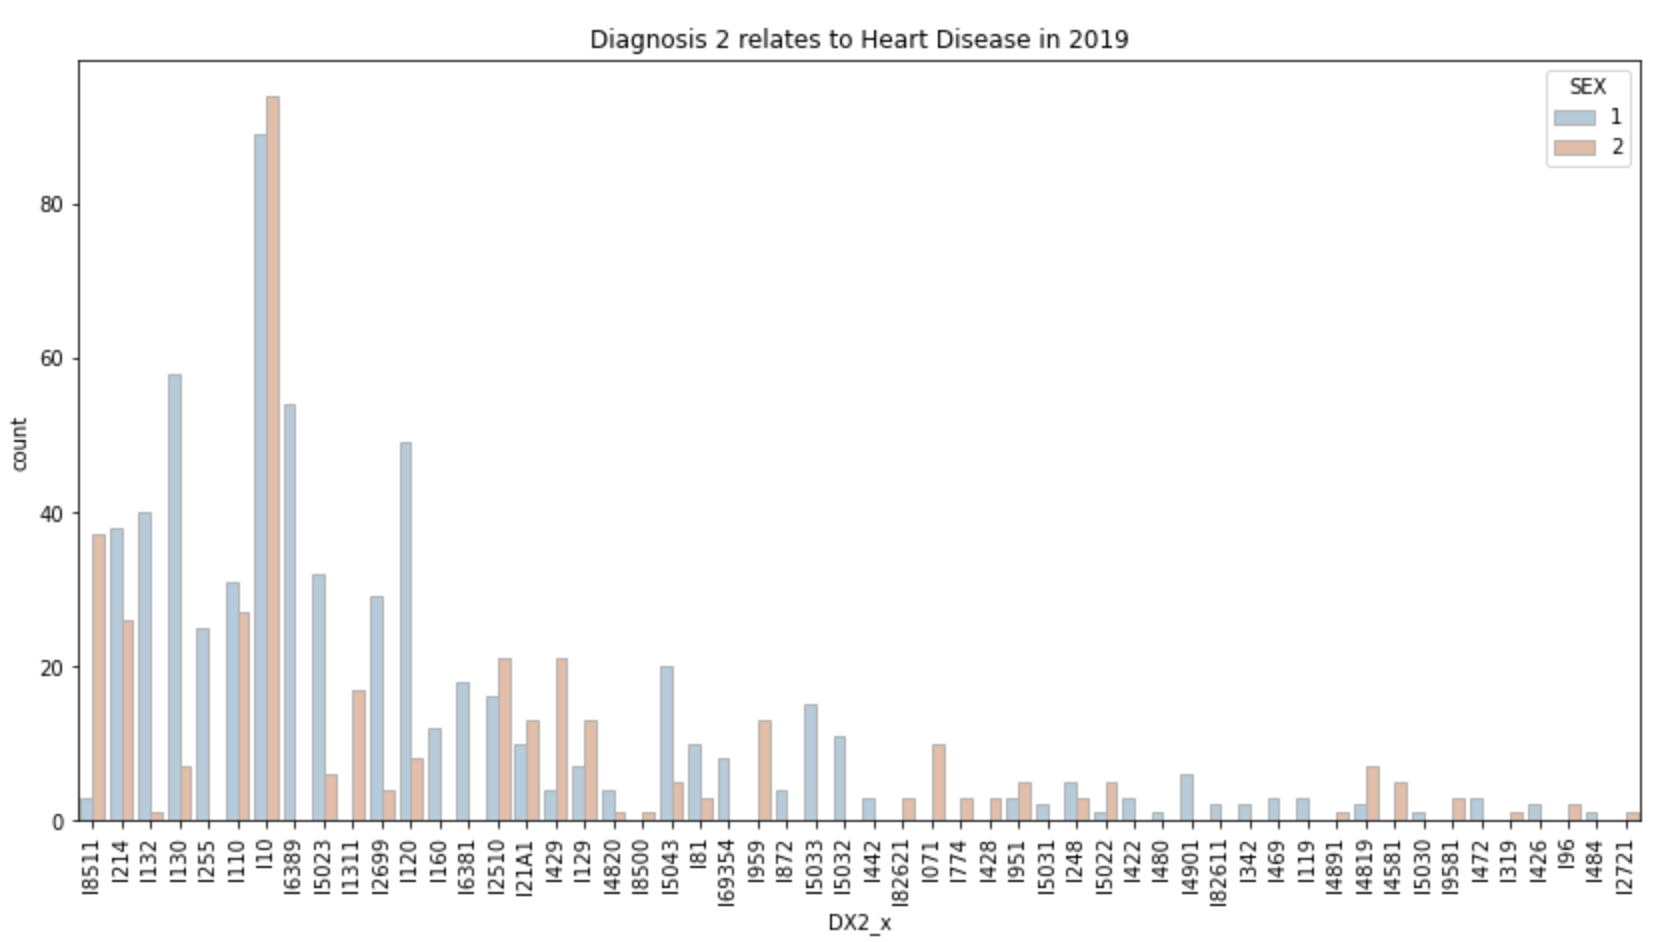 Diagnosis 2 relates to Heart Disease in 2019
SEX
1
2
80
60
40
20
0
count
I8511
I214
I132
I130
I255
I110
I10
I6389
I5023
I1311
I2699
I120
I160
I6381
I2510
I21A1
I429
I129
I4820
I8500
I5043
I81
I69354
I959
I872
I5033
I5032
I442
I82621
I071
I774
I428
I951
I5031
I248
I5022
I422
I480
I4901
I82611
I342
I469
I119
I4891
I4819
I4581
I5030
I9581
I472
I319
I426
I96
I484
I2721
DX2_x